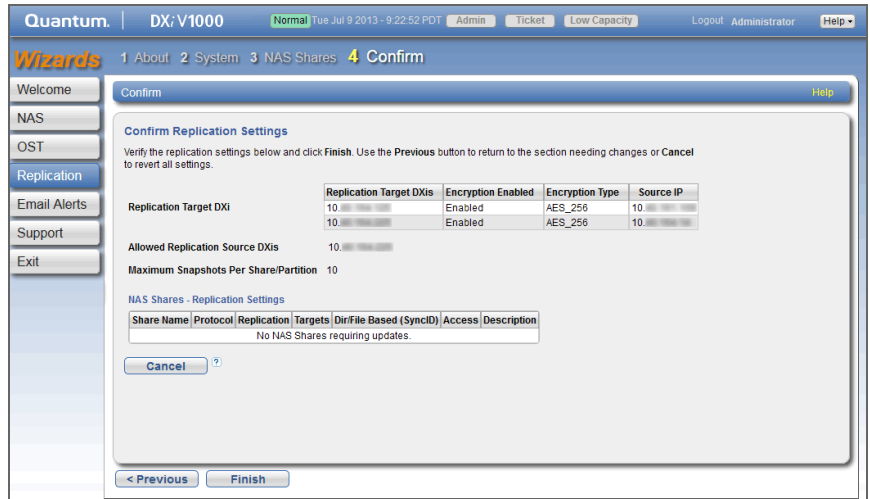 Quantum. DXi V1000 Normal Tue Jul 9 2013 - 9:22:52 PDT Admin Ticket Low Capacity Logout Administrator Help
Wizards 1 About 2 System 3 NAS Shares 4 Confirm
Welcome
NAS
OST
Replication
Email Alerts
Support
Exit
Confirm Help
Confirm Replication Settings
Verify the replication settings below and click Finish. Use the Previous button to return to the section needing changes or Cancel
to revert all settings.
Replication Target DXis Encryption Enabled Encryption Type Source IP
Replication Target DXi 10. Enabled AES_256 10.
10. Enabled AES_256 10.
Allowed Replication Source DXis 10.
Maximum Snapshots Per Share/Partition 10
NAS Shares - Replication Settings
Share Name Protocol Replication Targets Dir/File Based (SyncID) Access Description
No NAS Shares requiring updates.
Cancel ?
< Previous Finish